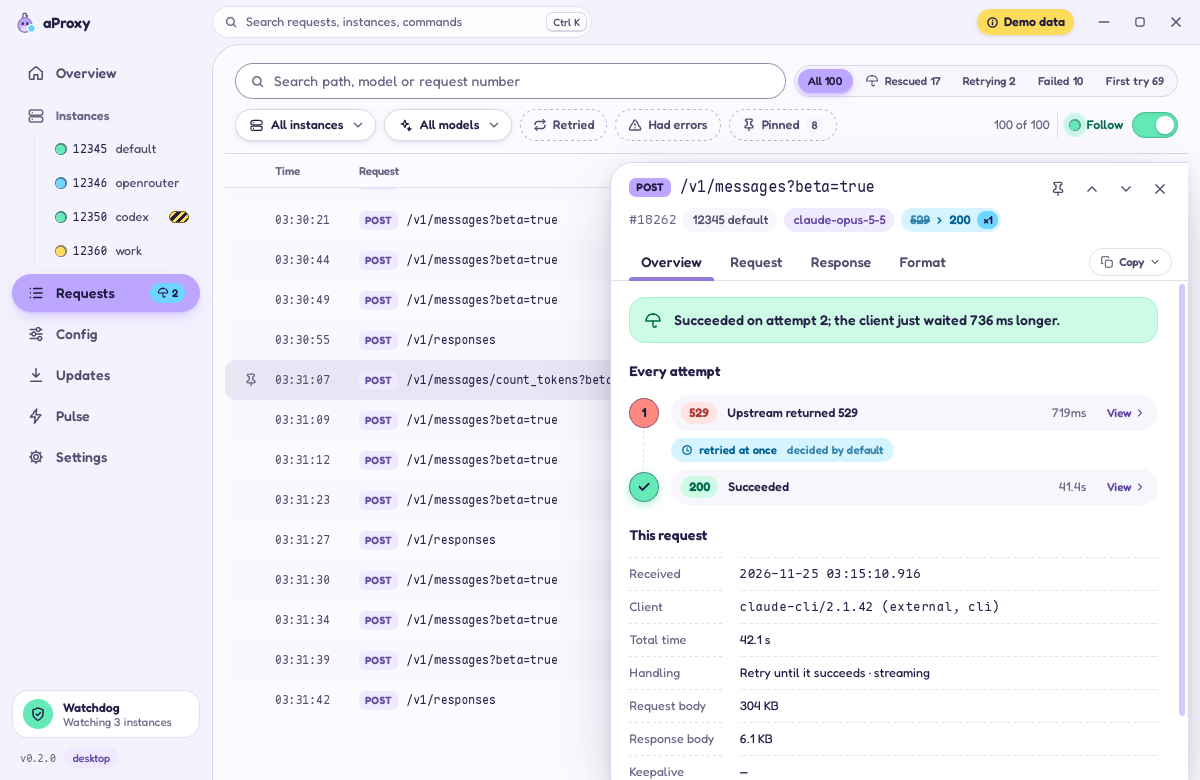 aProxy
Search requests, instances, commands
Ctrl K
Demo data
Overview
Instances
12345 default
12346 openrouter
12350 codex
12360 work
Requests
2
Config
Updates
Pulse
Settings
Watchdog
Watching 3 instances
v0.2.0 desktop
Search path, model or request number
All 100
Rescued 17
Retrying 2
Failed 10
First try 69
All instances
All models
Retried
Had errors
Pinned 8
100 of 100
Follow
Time
Request
03:30:21 POST /v1/messages?beta=true
03:30:44 POST /v1/messages?beta=true
03:30:49 POST /v1/messages?beta=true
03:30:55 POST /v1/responses
03:31:07 POST /v1/messages/count_tokens?beta
03:31:09 POST /v1/messages?beta=true
03:31:12 POST /v1/messages?beta=true
03:31:23 POST /v1/messages?beta=true
03:31:27 POST /v1/responses
03:31:30 POST /v1/messages?beta=true
03:31:34 POST /v1/messages?beta=true
03:31:39 POST /v1/messages?beta=true
03:31:42 POST /v1/responses
POST /v1/messages?beta=true
#18262 12345 default claude-opus-5-5 529 › 200 x1
Overview
Request
Response
Format
Copy
Succeeded on attempt 2; the client just waited 736 ms longer.
Every attempt
1 529 Upstream returned 529 719ms View
retried at once decided by default
200 Succeeded 41.4s View
This request
Received 2026-11-25 03:15:10.916
Client claude-cli/2.1.42 (external, cli)
Total time 42.1 s
Handling Retry until it succeeds · streaming
Request body 304 KB
Response body 6.1 KB
Keepalive —